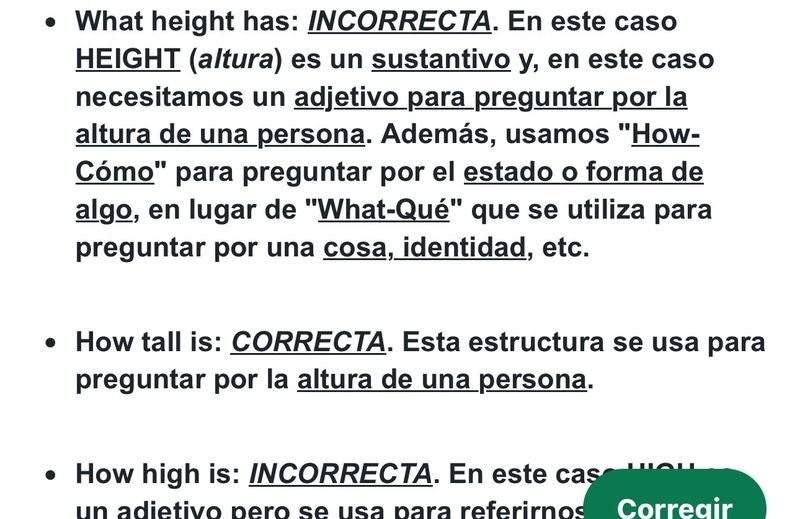 What height has: INCORRECTA. En este caso
HEIGHT (altura) es un sustantivo y, en este caso
necesitamos un adjetivo para preguntar por la
altura de una persona. Además, usamos "How-
Cómo" para preguntar por el estado o forma de
algo, en lugar de "What-Qué" que se utiliza para
preguntar por una cosa, identidad, etc.
How tall is: CORRECTA. Esta estructura se usa para
preguntar por la altura de una persona.
How high is: INCORRECTA. En este caso HIGH es
un adjetivo pero se usa para referirnos
Corregir